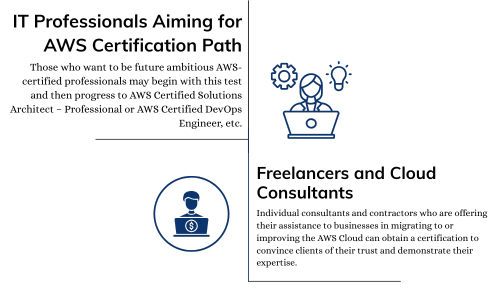 IT Professionals Aiming for
AWS Certification Path
Those who want to be future ambitious AWS-
certified professionals may begin with this test
and then progress to AWS Certified Solutions
Architect – Professional or AWS Certified DevOps
Engineer, etc.
$
Freelancers and Cloud
Consultants
Individual consultants and contractors who are offering
their assistance to businesses in migrating to or
improving the AWS Cloud can obtain a certification to
convince clients of their trust and demonstrate their
expertise.